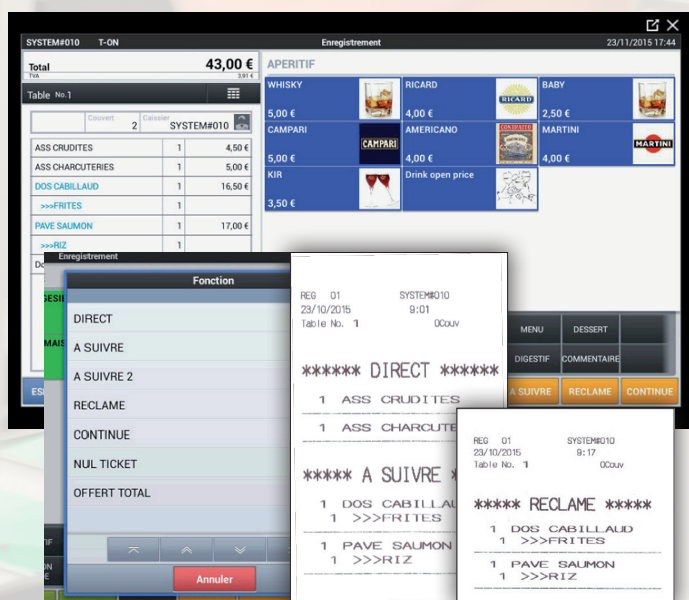 SYSTEM#010 T-ON Enregistrement 23/11/2015 17:44
Total 43,00 €
TVA 3,91 €
Table No.1
Couvert 2 Caissier SYSTEM#010
ASS CRUDITES 1 4,50 €
ASS CHARCUTERIES 1 5,00 €
DOS CABILLAUD 1 16,50 €
>>>FRITES 1
PAVE SAUMON 1 17,00 €
>>>RIZ 1
APERITIF
WHISKY
5,00 €
RICARD
4,00 €
RICARD
BABY
2,50 €
CAMPARI
5,00 €
CAMPARI
AMERICANO
4,00 €
MARTINI
4,00 €
MARTINI
KIR
3,50 €
Drink open price
MENU DESSERT
DIGESTIF COMMENTAIRE
A SUIVRE RECLAME CONTINUE
Enregistrement
Fonction
DIRECT
A SUIVRE
A SUIVRE 2
RECLAME
CONTINUE
NUL TICKET
OFFERT TOTAL
Annuler
REG 01 SYSTEM#010
23/10/2015 9:01
Table No. 1 0Couv
****** DIRECT ******
1 ASS CRUDITES
1 ASS CHARCUTE
***** A SUIVRE *
1 DOS CABILLAU
1 >>>FRITES
1 PAVE SAUMON
1 >>>RIZ
REG 01 SYSTEM#010
23/10/2015 9:17
Table No. 1 0Couv
***** RECLAME *****
1 DOS CABILLAUD
1 >>>FRITES
1 PAVE SAUMON
1 >>>RIZ